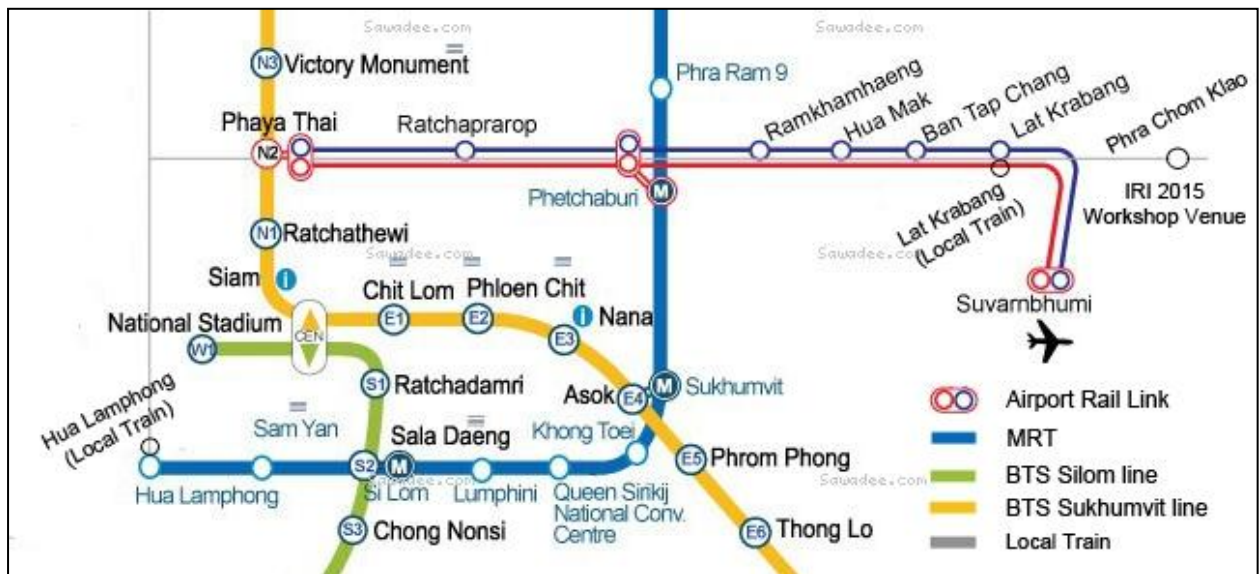 Sawadee.com
Sawadee.com
N3 Victory Monument
Phra Ram 9
Phaya Thai
N2
Ratchaprarop
Ramkhamhaeng
Hua Mak
Ban Tap Chang
Lat Krabang
Phra Chom Klao
Phetchaburi
M
Lat Krabang
(Local Train)
IRI 2015
Workshop Venue
N1 Ratchathewi
Sawadee.com
Sawadee.com
Siam i
Chit Lom
Phloen Chit
i Nana
Suvarnbhumi
National Stadium
CEN
E1
E2
E3
W1
S1 Ratchadamri
Asok E4
M Sukhumvit
Airport Rail Link
Hua Lamphong
(Local Train)
Sam Yan
Sala Daeng
Khong Toei
MRT
S2 M
E5 Phrom Phong
BTS Silom line
Hua Lamphong
Si Lom
Lumphini
Queen Sirikij
National Conv.
Centre
Sawadee.com
Sawadee.com
BTS Sukhumvit line
S3 Chong Nonsi
E6 Thong Lo
Local Train